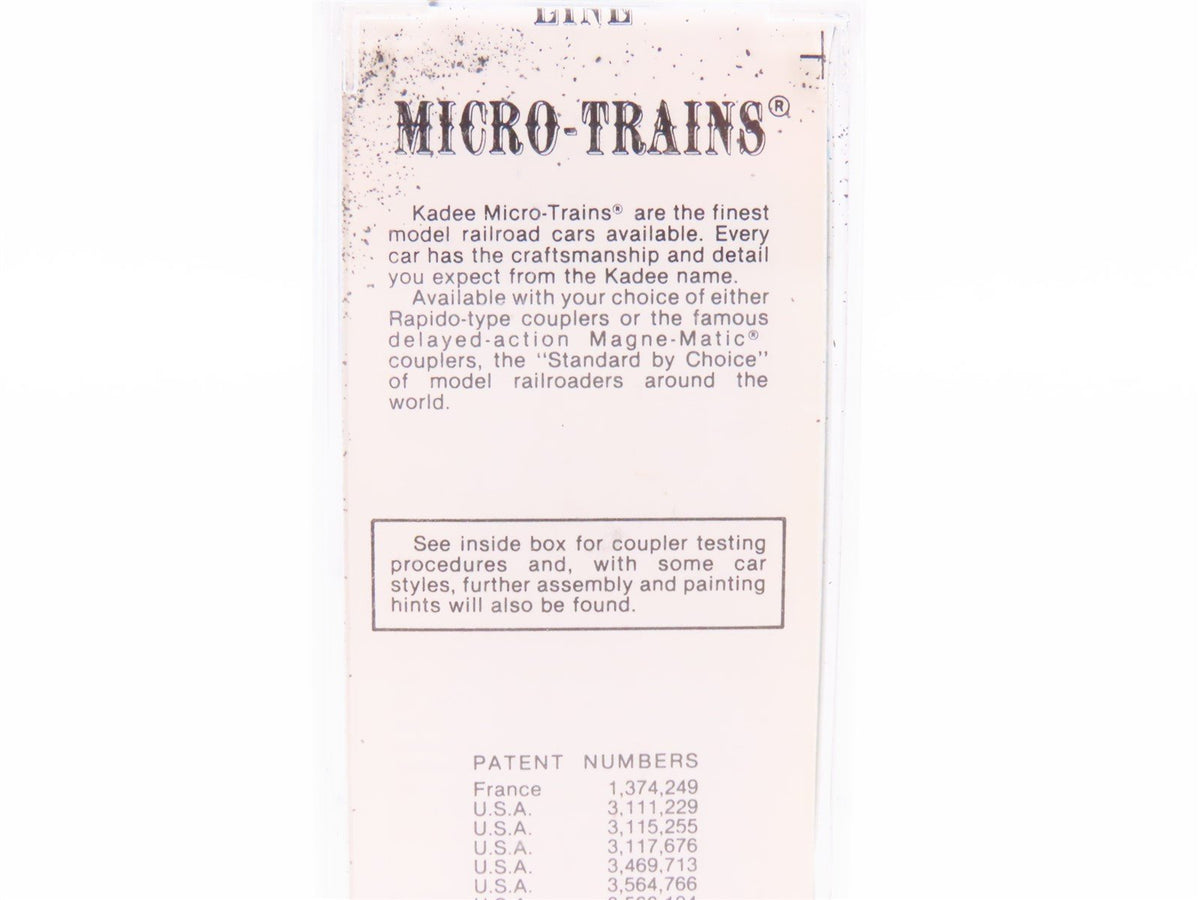 LINE
MICRO-TRAINS®
Kadee Micro-Trains® are the finest
model railroad cars available. Every
car has the craftsmanship and detail
you expect from the Kadee name.
Available with your choice of either
Rapido-type couplers or the famous
delayed-action Magne-Matic®
couplers, the "Standard by Choice"
of model railroaders around the
world.
See inside box for coupler testing
procedures and, with some car
styles, further assembly and painting
hints will also be found.
PATENT NUMBERS
France 1,374,249
U.S.A. 3,111,229
U.S.A. 3,115,255
U.S.A. 3,117,676
U.S.A. 3,469,713
U.S.A. 3,564,766